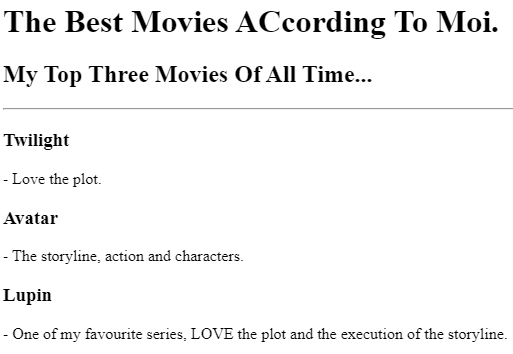 The Best Movies ACcording To Moi.
My Top Three Movies Of All Time...
Twilight
- Love the plot.
Avatar
- The storyline, action and characters.
Lupin
- One of my favourite series, LOVE the plot and the execution of the storyline.